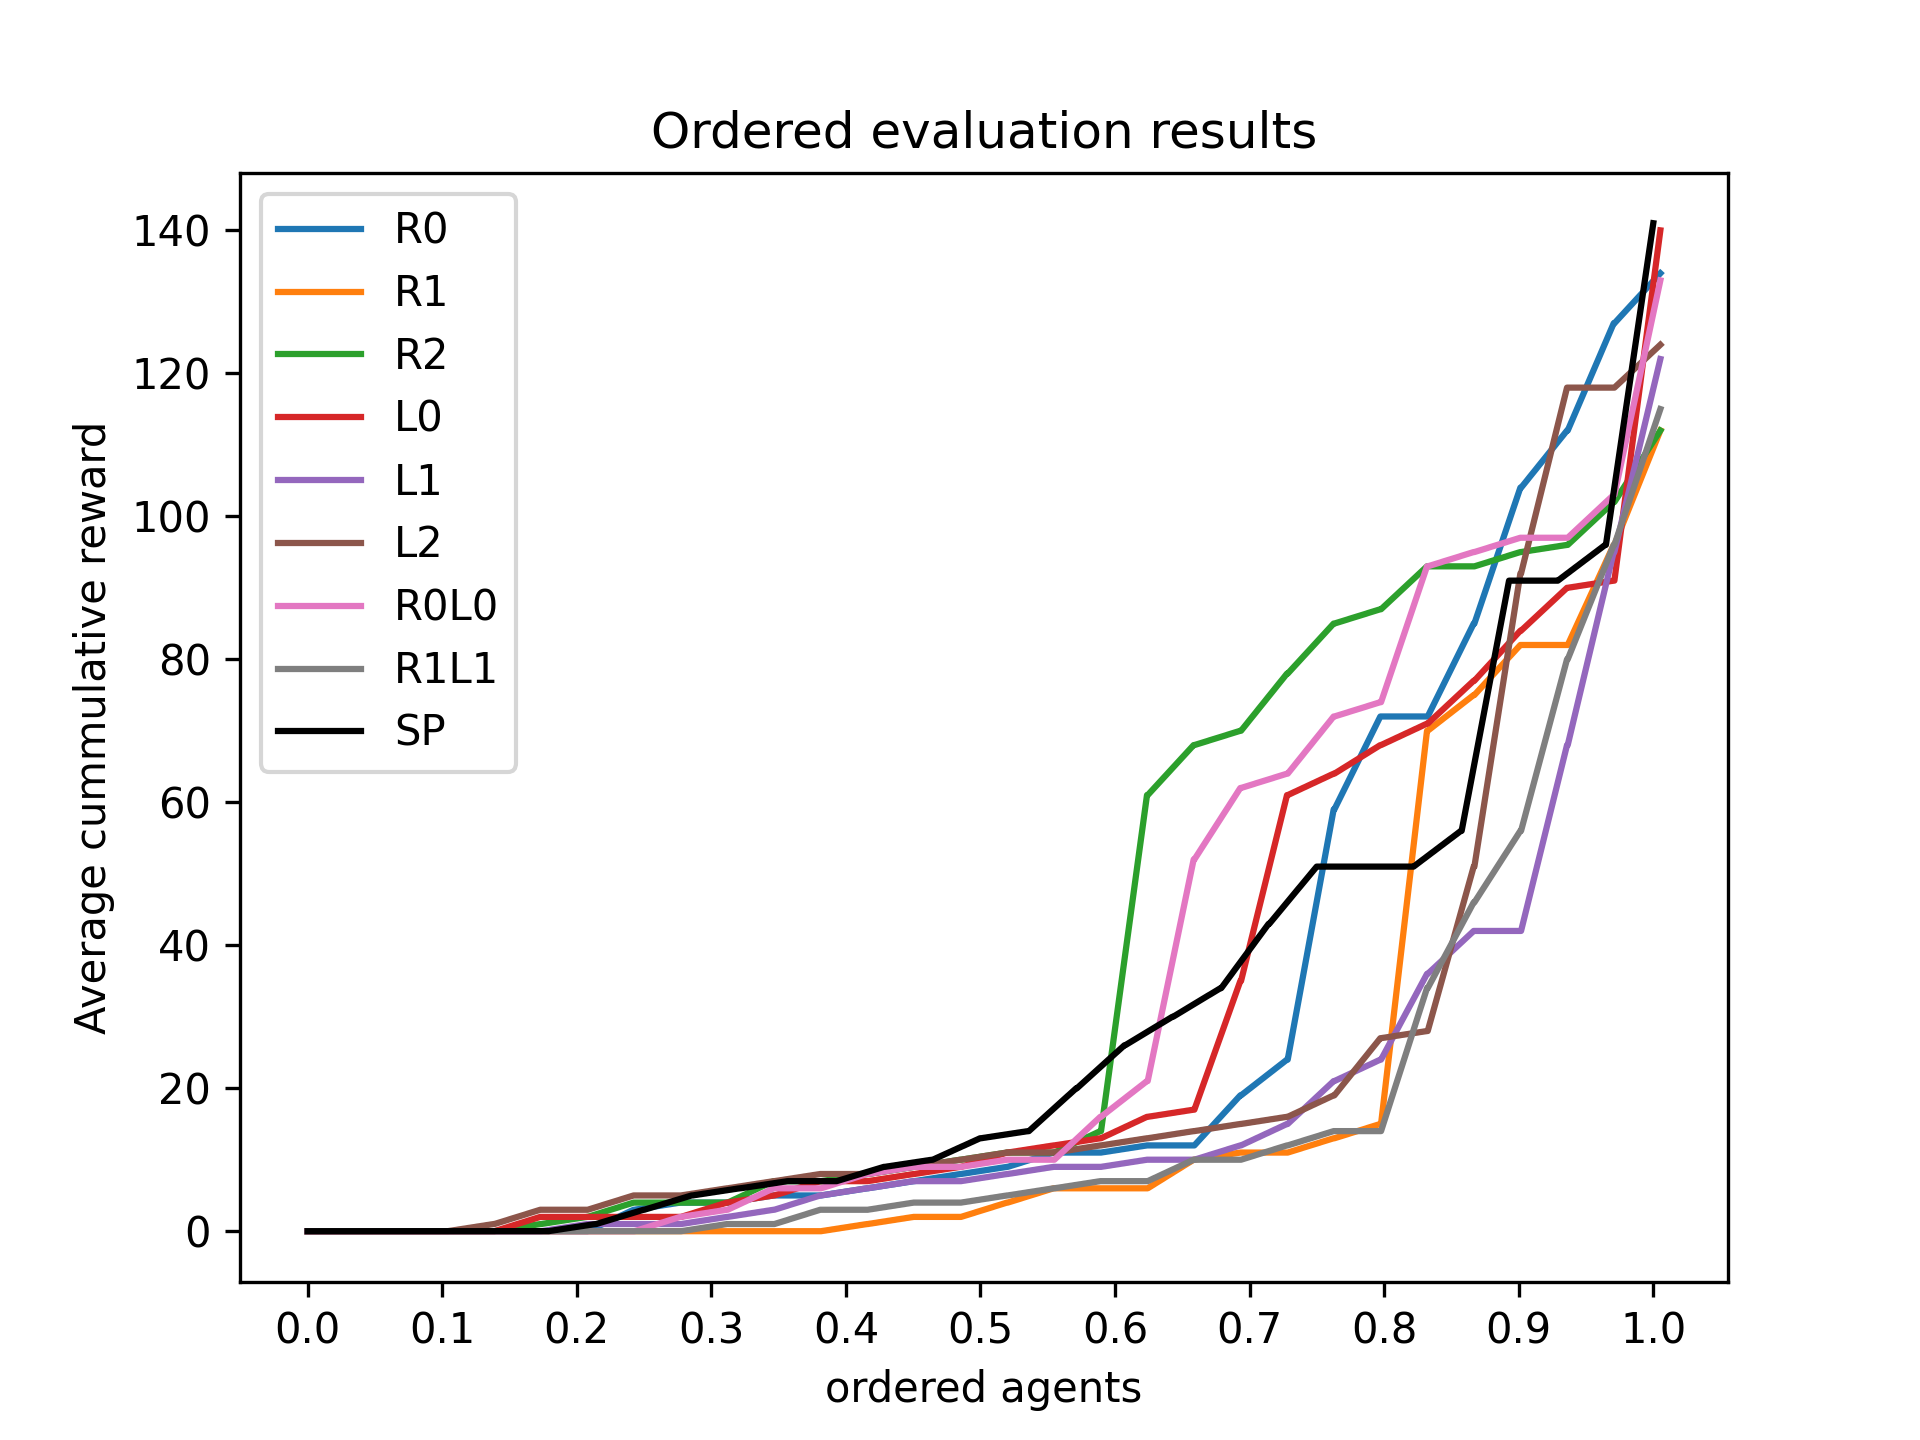 Ordered evaluation results
Average cummulative reward
140
120
100
80
60
40
20
0
R0
R1
R2
L0
L1
L2
R0L0
R1L1
SP
0.0 0.1 0.2 0.3 0.4 0.5 0.6 0.7 0.8 0.9 1.0
ordered agents